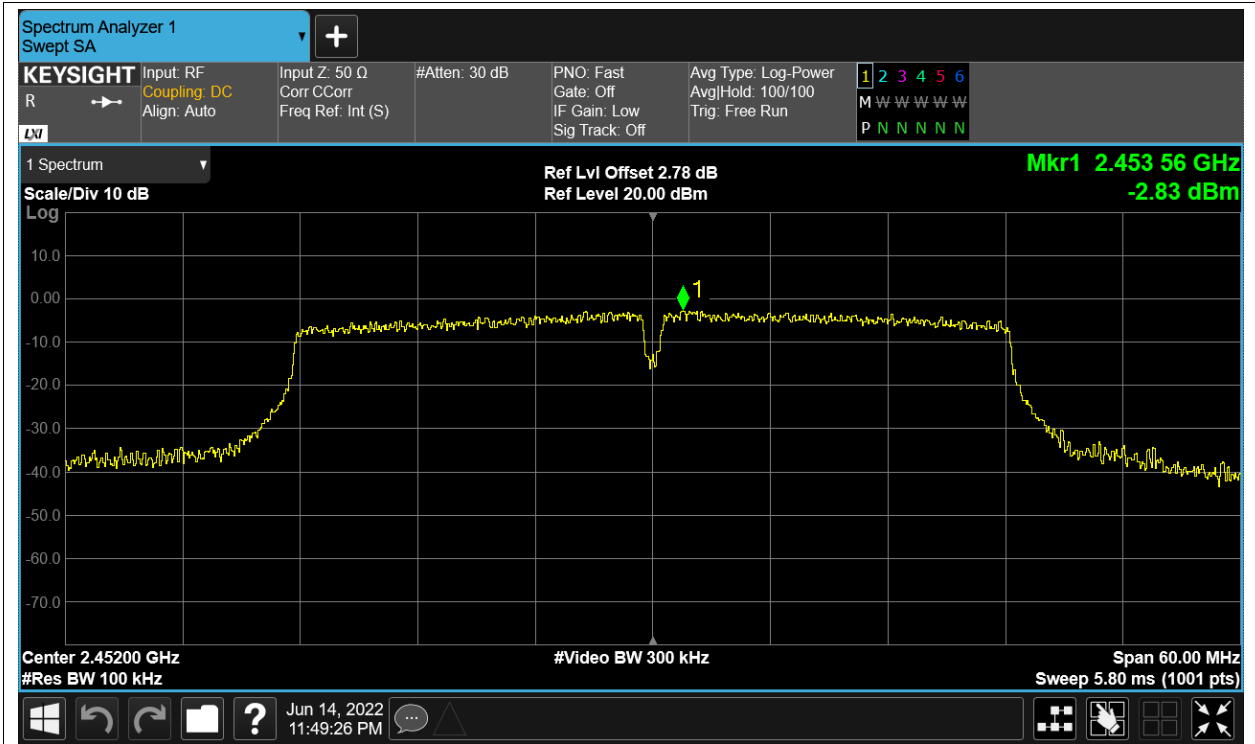 Spectrum Analyzer 1
Swept SA
+
KEYSIGHT
R
LXI
Input: RF
Coupling: DC
Align: Auto
Input Z: 50 Ω
Corr CCorr
Freq Ref: Int (S)
#Atten: 30 dB
PNO: Fast
Gate: Off
IF Gain: Low
Sig Track: Off
Avg Type: Log-Power
Avg|Hold: 100/100
Trig: Free Run
1 2 3 4 5 6
M W W W W W
P N N N N N
1 Spectrum
Scale/Div 10 dB
Log
Ref Lvl Offset 2.78 dB
Ref Level 20.00 dBm
Mkr1 2.453 56 GHz
-2.83 dBm
1
10.0
0.00
-10.0
-20.0
-30.0
-40.0
-50.0
-60.0
-70.0
Center 2.45200 GHz
#Video BW 300 kHz
Span 60.00 MHz
#Res BW 100 kHz
Sweep 5.80 ms (1001 pts)
?
Jun 14, 2022
11:49:26 PM